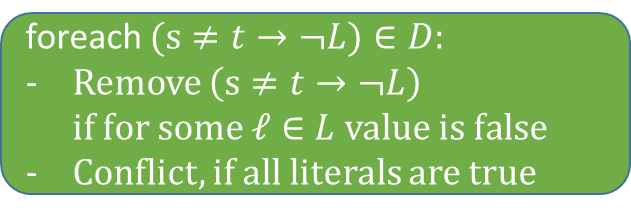 foreach (s ≠ t → ¬L) ∈ D:
- Remove (s ≠ t → ¬L)
if for some ℓ ∈ L value is false
- Conflict, if all literals are true